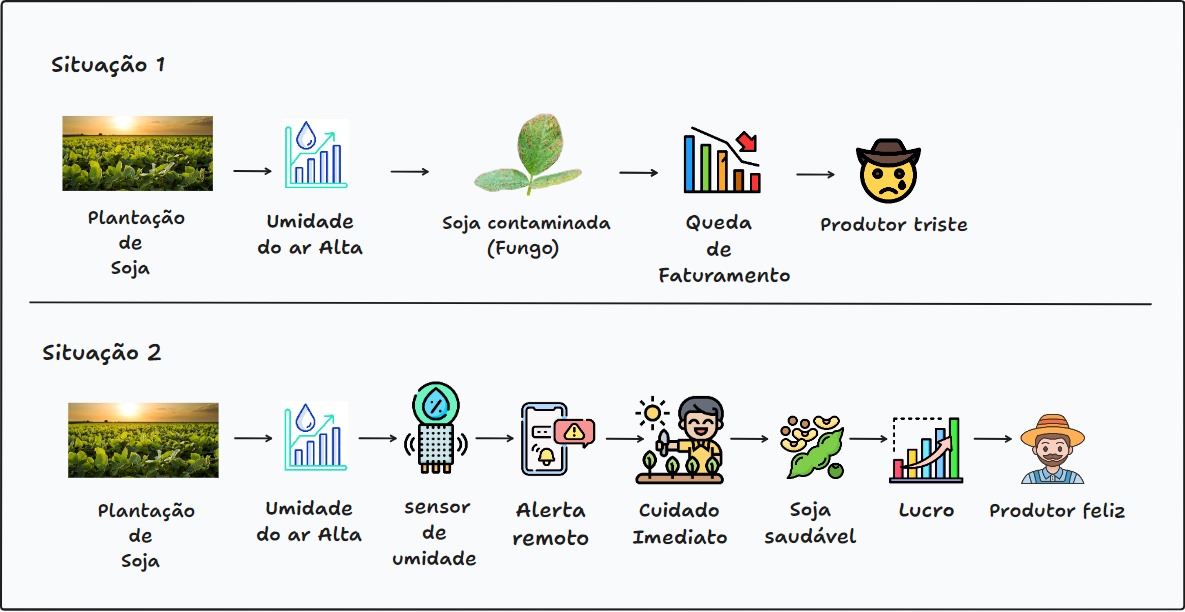 Situação 1
Plantação
de
Soja
Umidade
do ar Alta
Soja contaminada
(Fungo)
Queda
de
Faturamento
Produtor triste
Situação 2
Plantação
de
Soja
Umidade
do ar Alta
sensor
de
umidade
Alerta
remoto
Cuidado
Imediato
Soja
saudável
Lucro
Produtor feliz